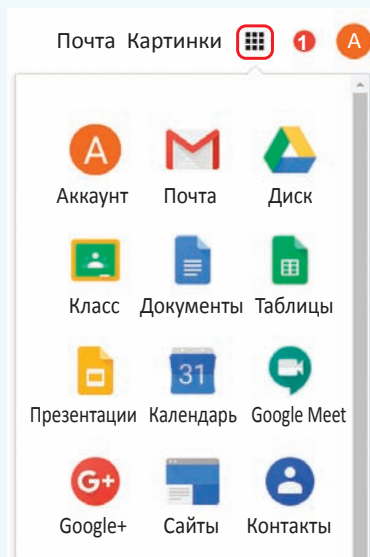 Почта Картинки 1 A
A
Аккаунт Почта Диск
Класс Документы Таблицы
31
Презентации Календарь Google Meet
G+
Google+ Сайты Контакты